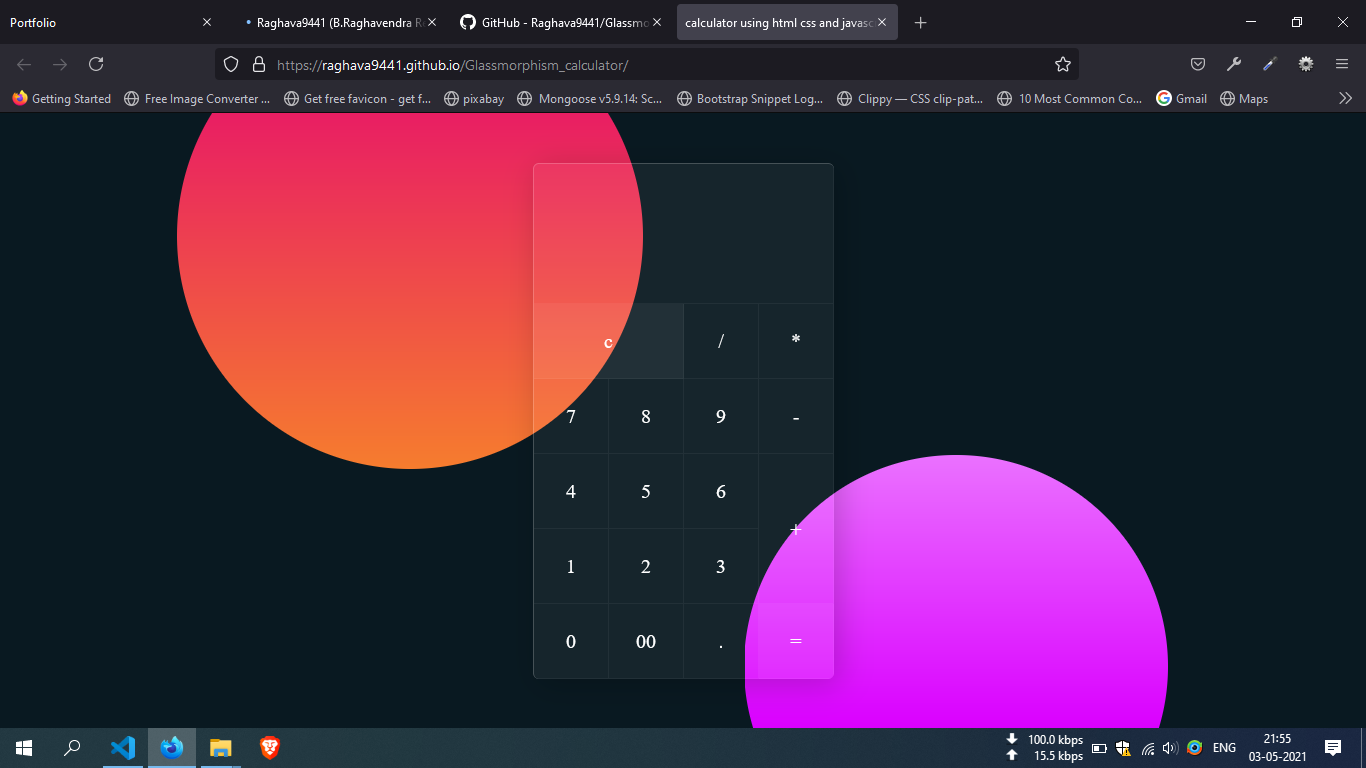 Portfolio
Raghava9441 (B.Raghavendra R
GitHub - Raghava9441/Glassmo
calculator using html css and javasc
https://raghava9441.github.io/Glassmorphism_calculator/
Getting Started
Free Image Converter ...
Get free favicon - get f...
pixabay
Mongoose v5.9.14: Sc...
Bootstrap Snippet Log...
Clippy — CSS clip-pat...
10 Most Common Co...
Gmail
Maps
c / *
7 8 9 -
4 5 6
+
1 2 3
0 00 . =
100.0 kbps
15.5 kbps
ENG
21:55
03-05-2021